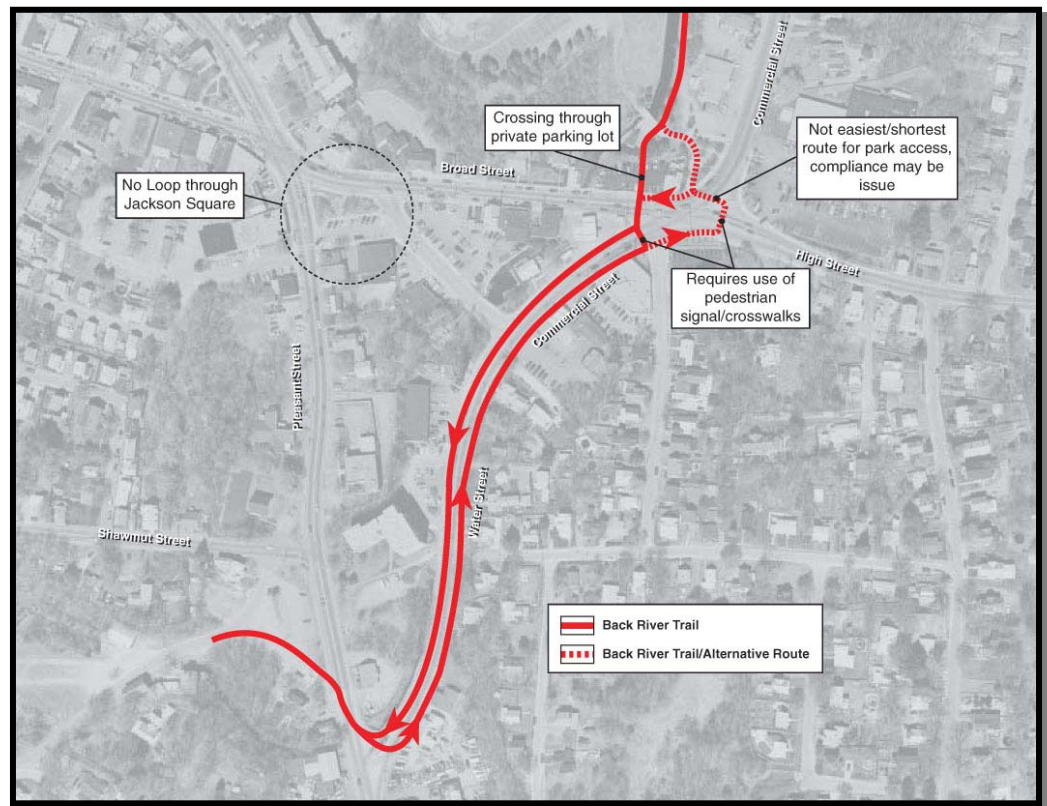 Commercial Street
Crossing through
private parking lot
Not easiest/shortest
route for park access,
compliance may be
issue
Broad Street
No Loop through
Jackson Square
High Street
Requires use of
pedestrian
signal/crosswalks
Commercial Street
Pleasant Street
Water Street
Shawmut Street
Back River Trail
Back River Trail/Alternative Route